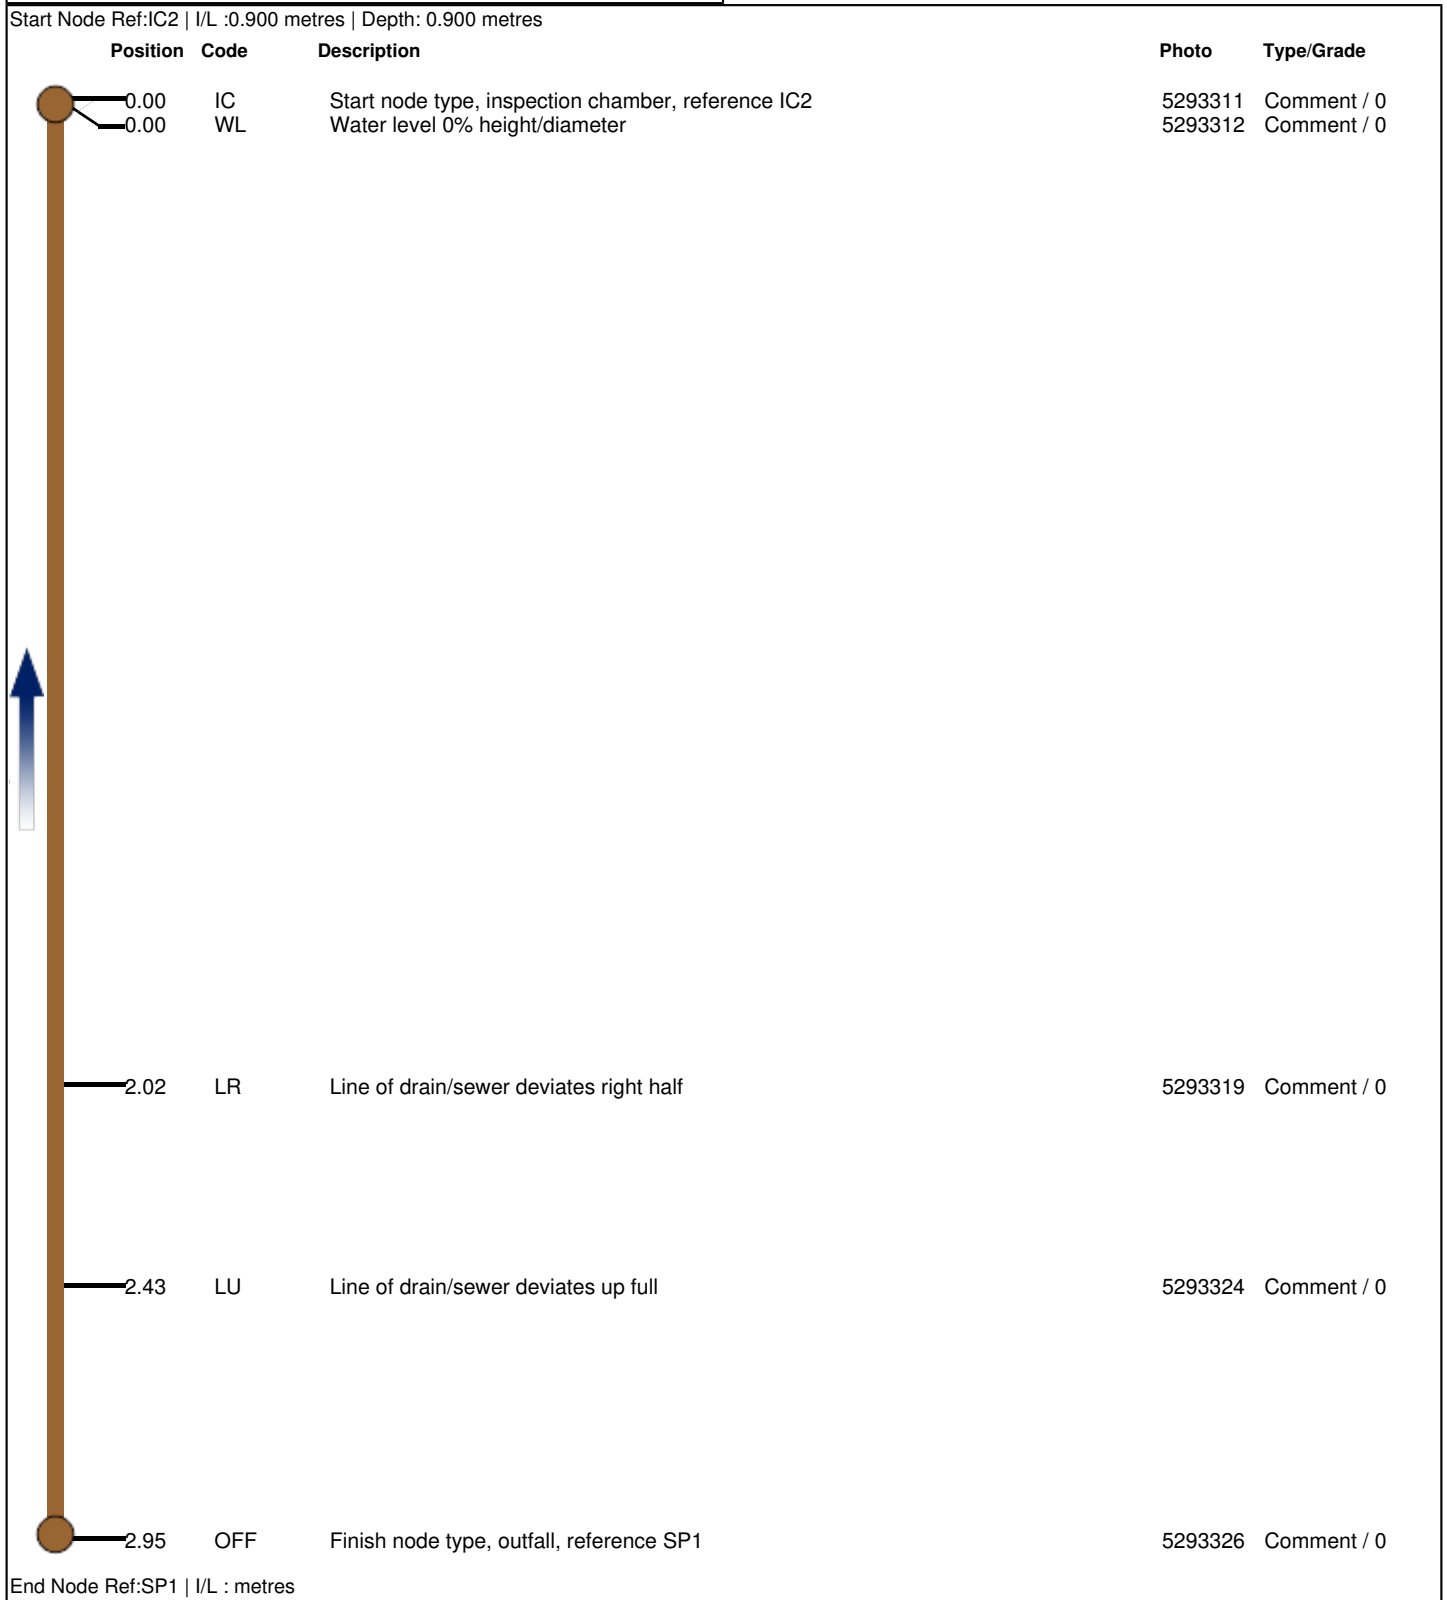 Start Node Ref:IC2 | I/L :0.900 metres | Depth: 0.900 metres
Position Code Description Photo Type/Grade
0.00 IC Start node type, inspection chamber, reference IC2 5293311 Comment / 0
0.00 WL Water level 0% height/diameter 5293312 Comment / 0
2.02 LR Line of drain/sewer deviates right half 5293319 Comment / 0
2.43 LU Line of drain/sewer deviates up full 5293324 Comment / 0
2.95 OFF Finish node type, outfall, reference SP1 5293326 Comment / 0
End Node Ref:SP1 | I/L : metres